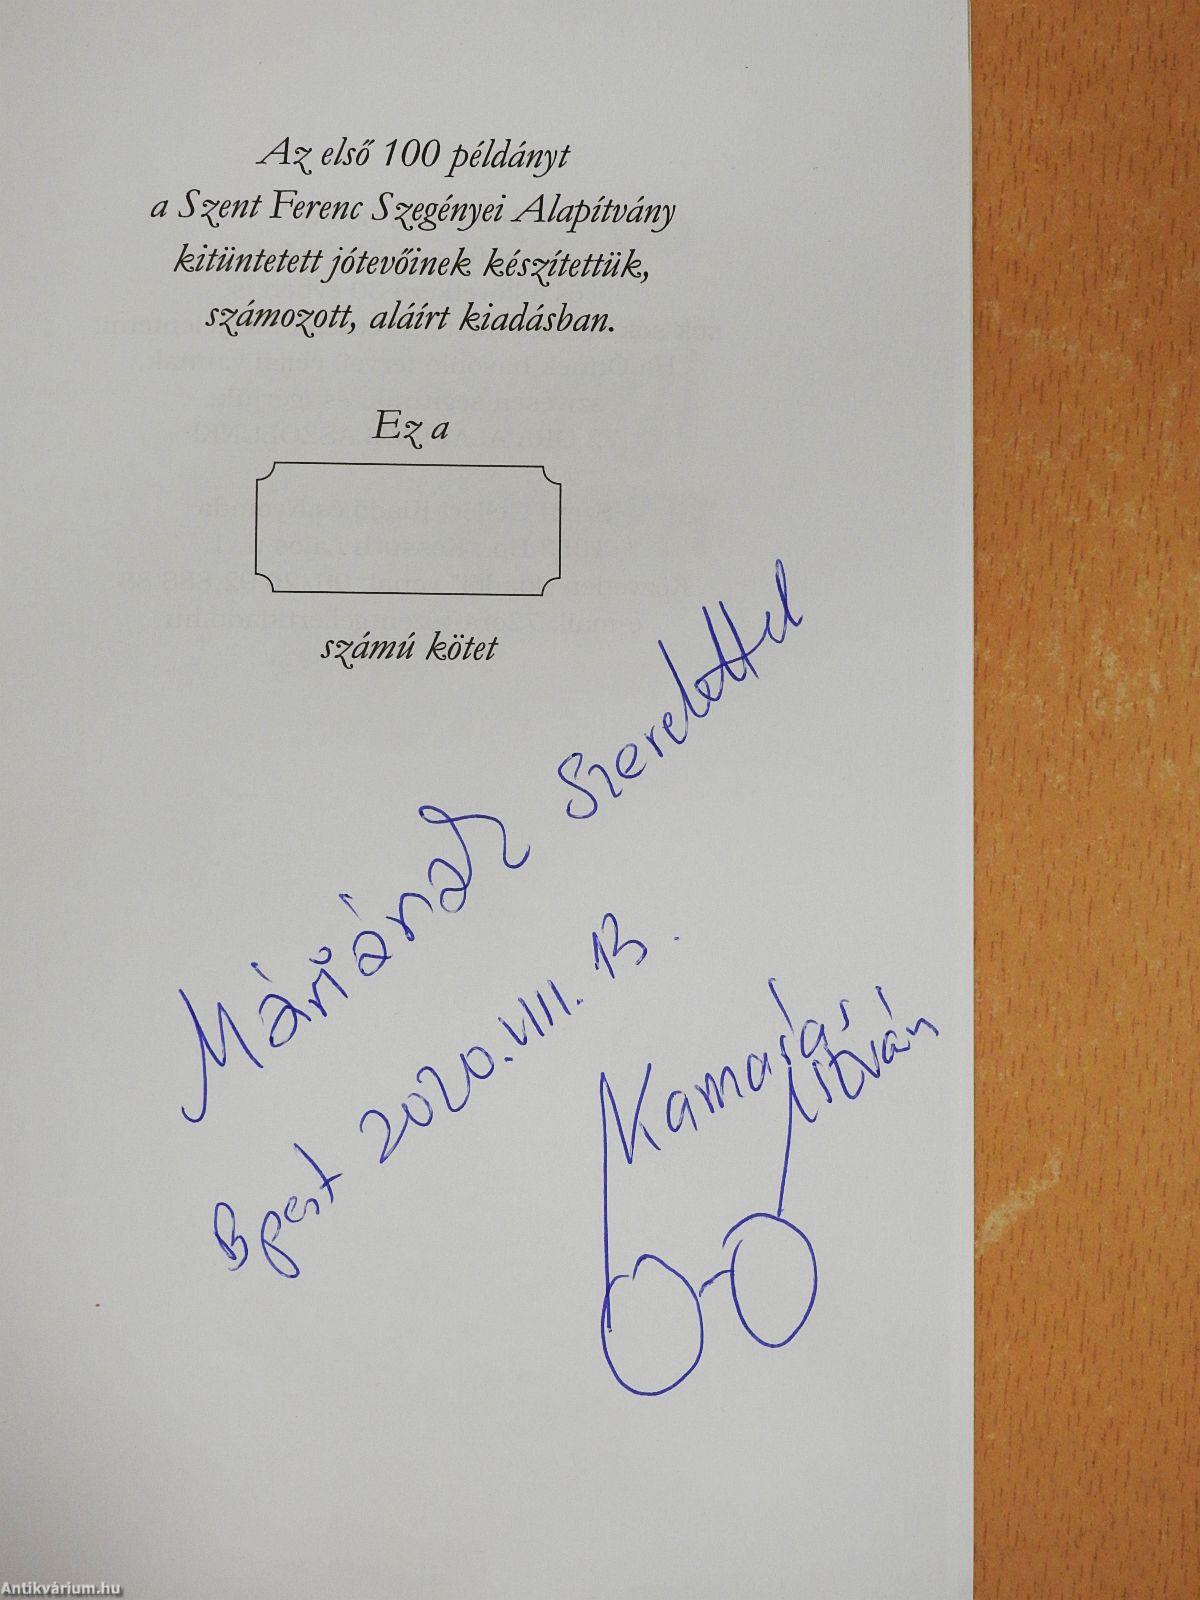 Az első 100 példányt
a Szent Ferenc Szegényei Alapítvány
kitüntetett jótevőinek készítettük,
számozott, aláírt kiadásban.
Ez a
számú kötet
Máriának szeretettel
Bpest 2020. VIII. 13.
Kamarás
István
Antikvárium.hu